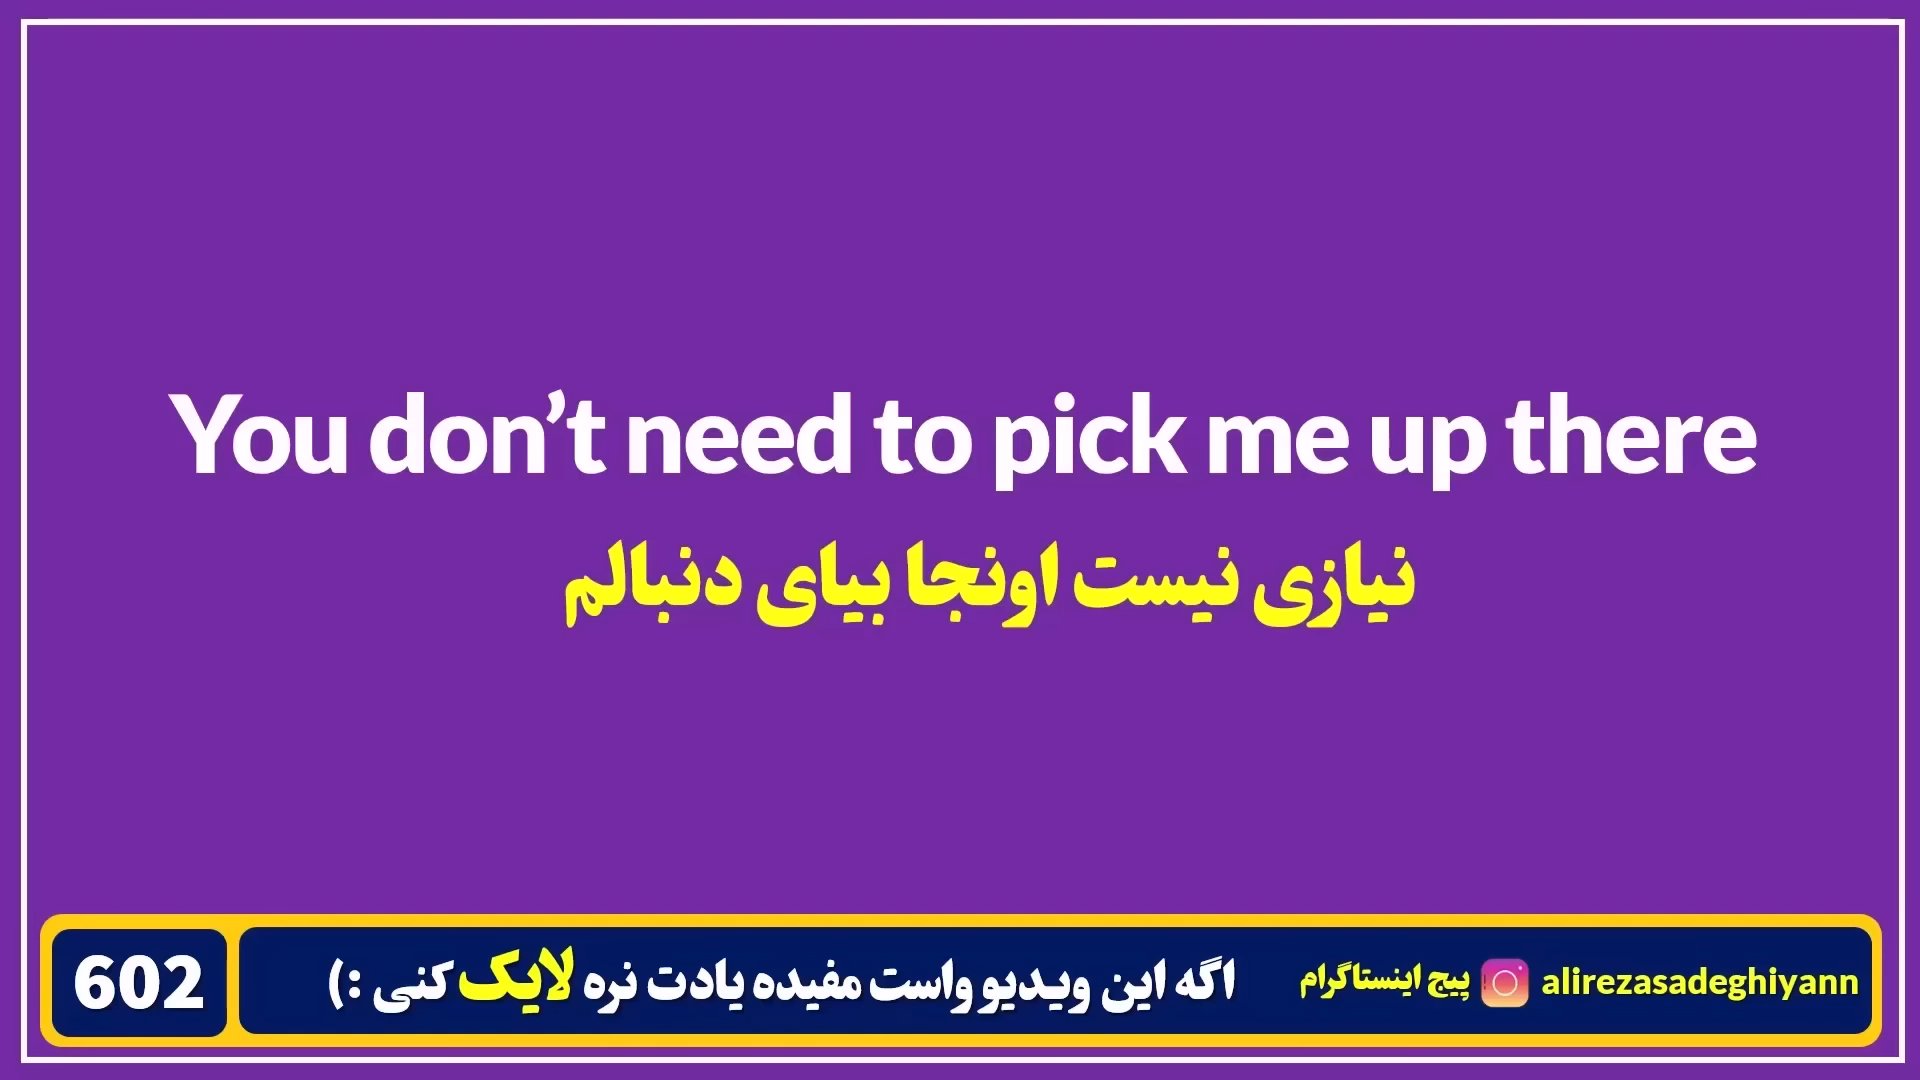 You don’t need to pick me up there
نیازی نیست اونجا بیای دنبالم
602
اگه این ویدیو واست مفیده یادت نره لایک کنی :)
پیج اینستاگرام
alirezasadeghiyann